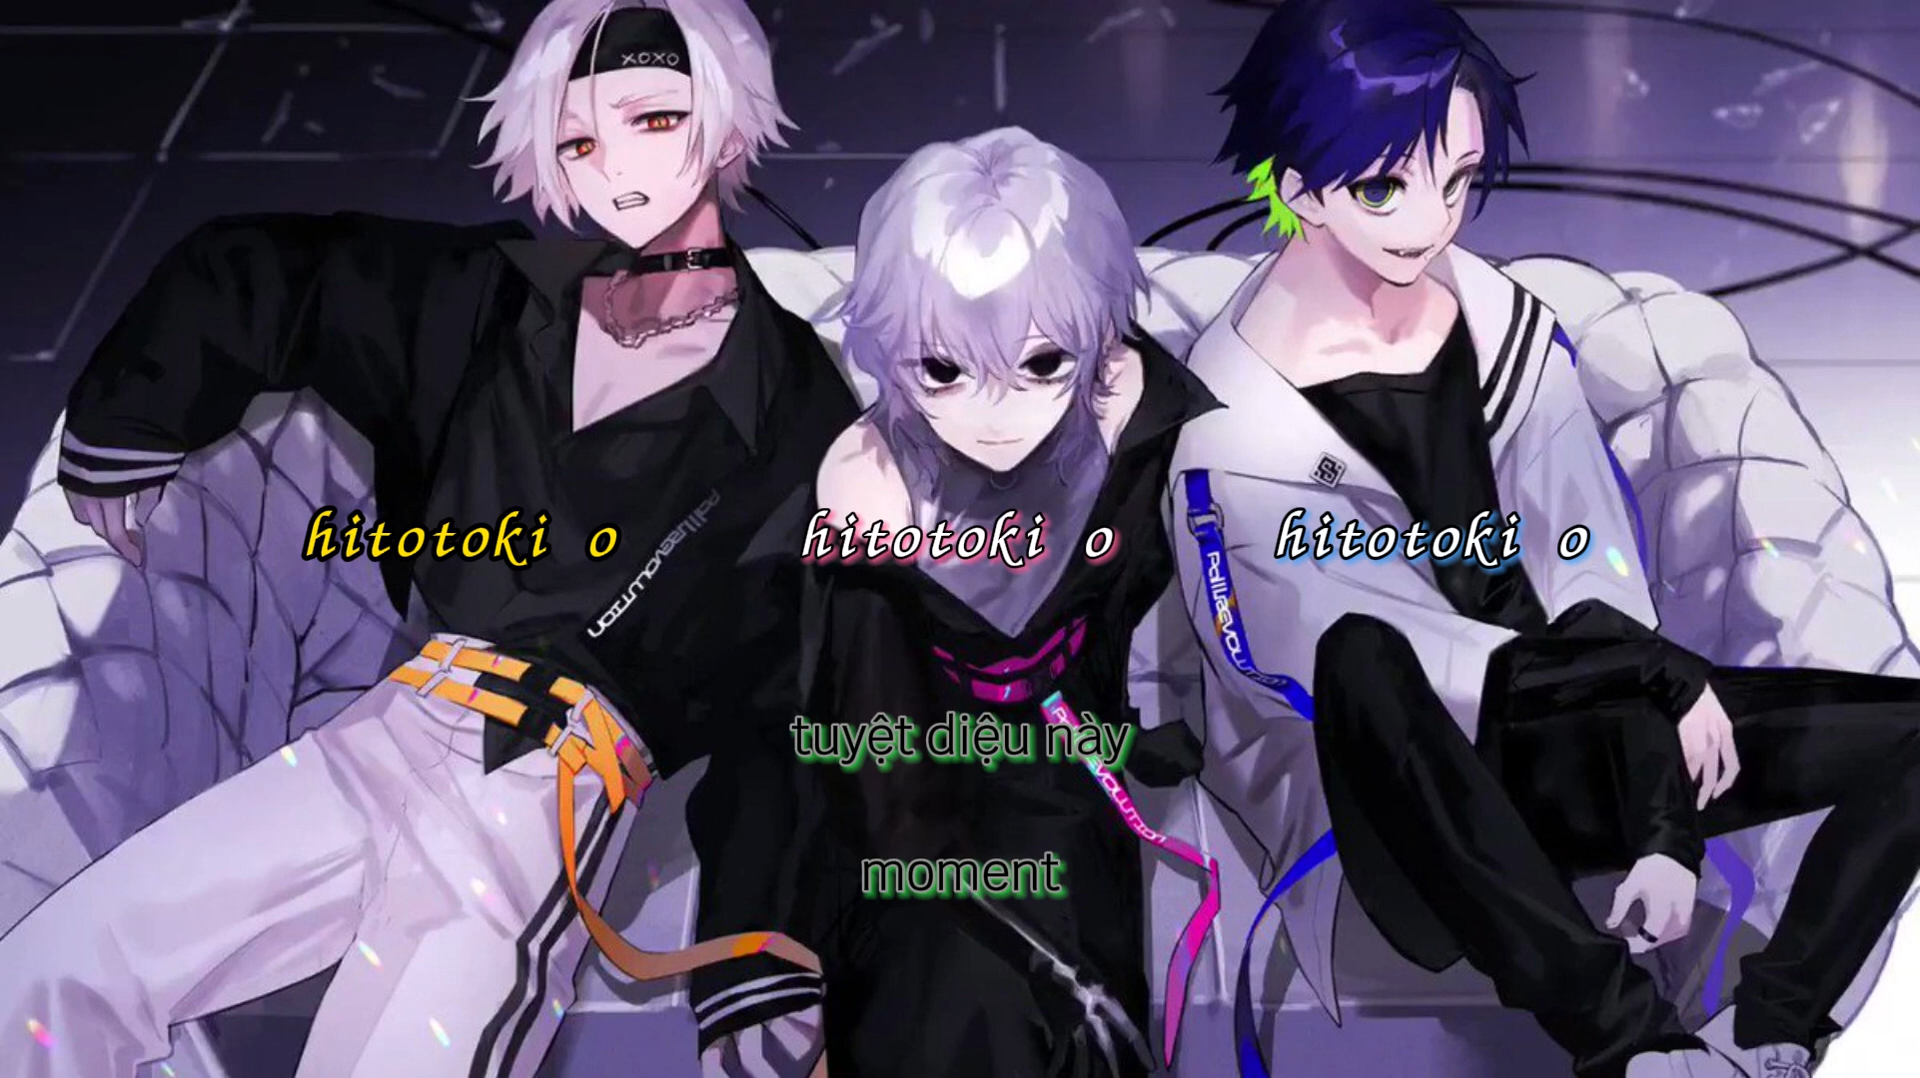 XOXO
hitotoki o hitotoki o hitotoki o
tuyệt diệu này
moment